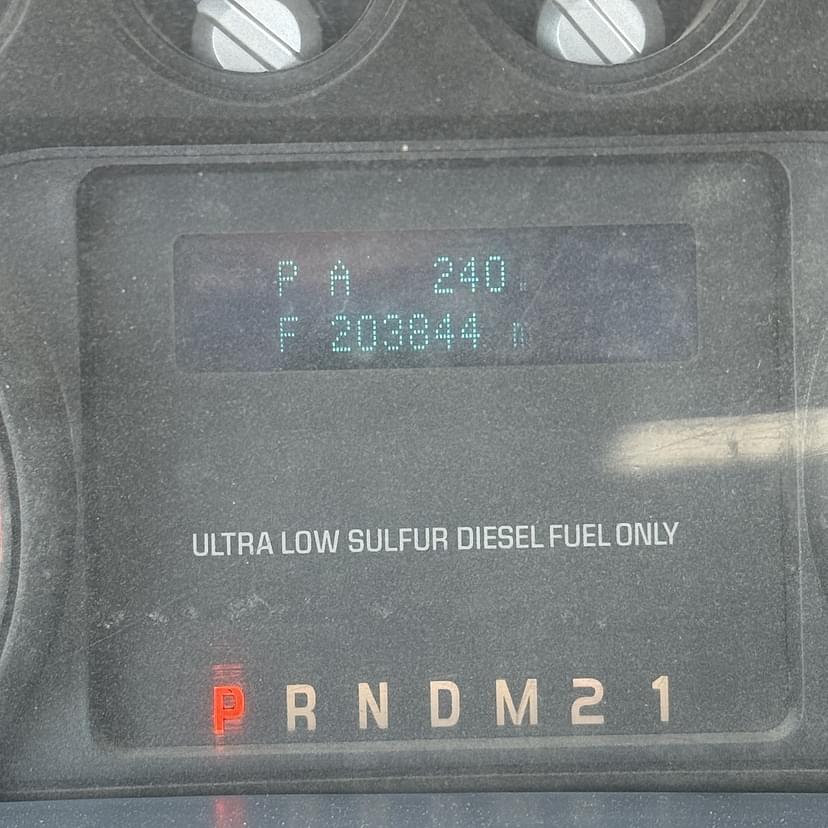 P A 240
F 203844
ULTRA LOW SULFUR DIESEL FUEL ONLY
P R N D M 2 1